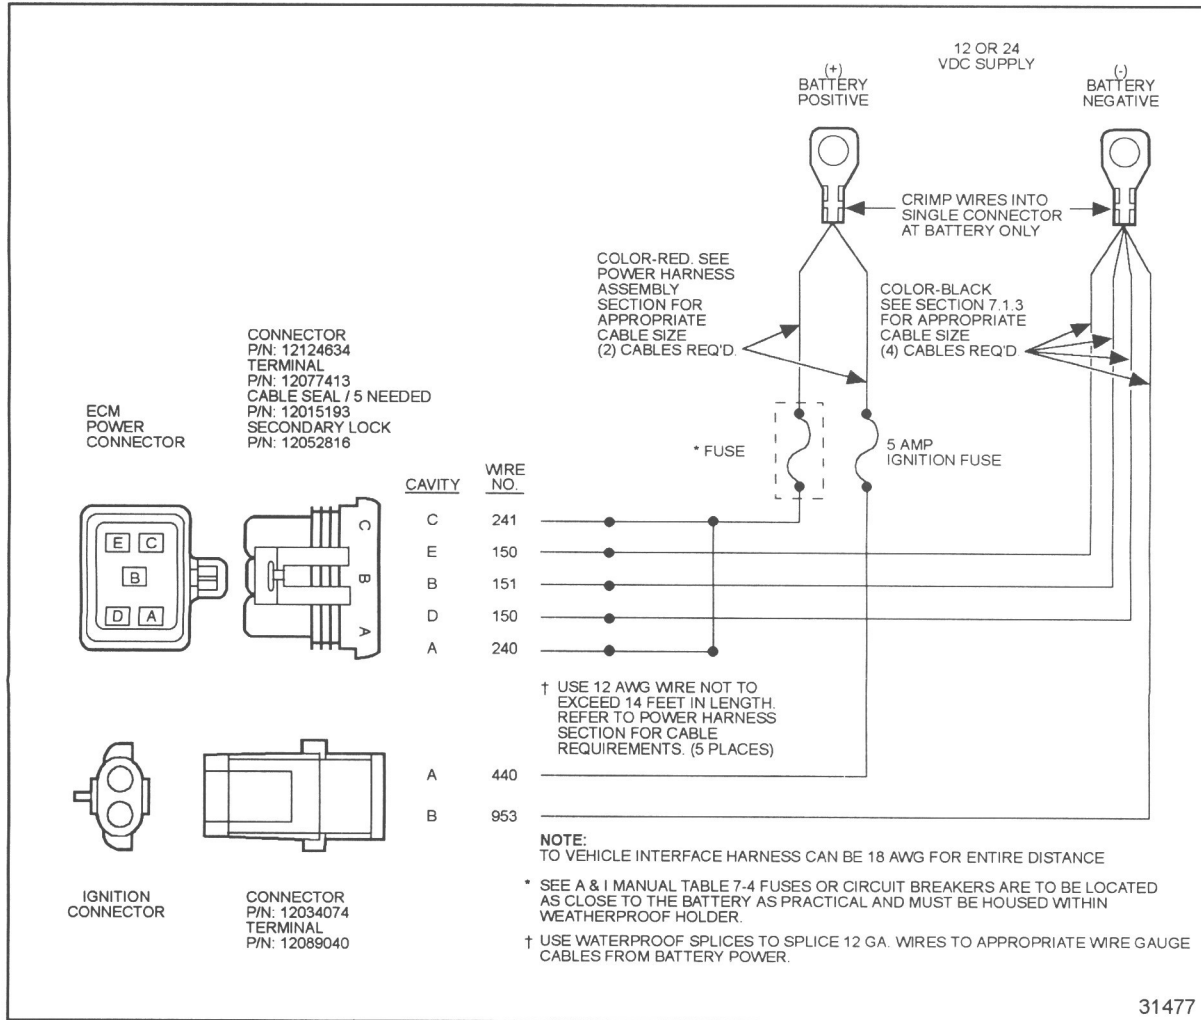 12 OR 24
VDC SUPPLY
(+)
BATTERY
POSITIVE
(-)
BATTERY
NEGATIVE
CRIMP WIRES INTO
SINGLE CONNECTOR
AT BATTERY ONLY
COLOR-RED. SEE
POWER HARNESS
ASSEMBLY
SECTION FOR
APPROPRIATE
CABLE SIZE
(2) CABLES REQ'D.
COLOR-BLACK
SEE SECTION 7.1.3
FOR APPROPRIATE
CABLE SIZE
(4) CABLES REQ'D
CONNECTOR
P/N: 12124634
TERMINAL
P/N: 12077413
CABLE SEAL / 5 NEEDED
P/N: 12015193
SECONDARY LOCK
P/N: 12052816
ECM
POWER
CONNECTOR
* FUSE
5 AMP
IGNITION FUSE
CAVITY
WIRE
NO.
E C
B
D A
C
B
A
C 241
E 150
B 151
D 150
A 240
† USE 12 AWG WIRE NOT TO
EXCEED 14 FEET IN LENGTH.
REFER TO POWER HARNESS
SECTION FOR CABLE
REQUIREMENTS. (5 PLACES)
A 440
B 953
IGNITION
CONNECTOR
CONNECTOR
P/N: 12034074
TERMINAL
P/N: 12089040
NOTE:
TO VEHICLE INTERFACE HARNESS CAN BE 18 AWG FOR ENTIRE DISTANCE
* SEE A & I MANUAL TABLE 7-4 FUSES OR CIRCUIT BREAKERS ARE TO BE LOCATED
AS CLOSE TO THE BATTERY AS PRACTICAL AND MUST BE HOUSED WITHIN
WEATHERPROOF HOLDER.
† USE WATERPROOF SPLICES TO SPLICE 12 GA. WIRES TO APPROPRIATE WIRE GAUGE
CABLES FROM BATTERY POWER.
31477